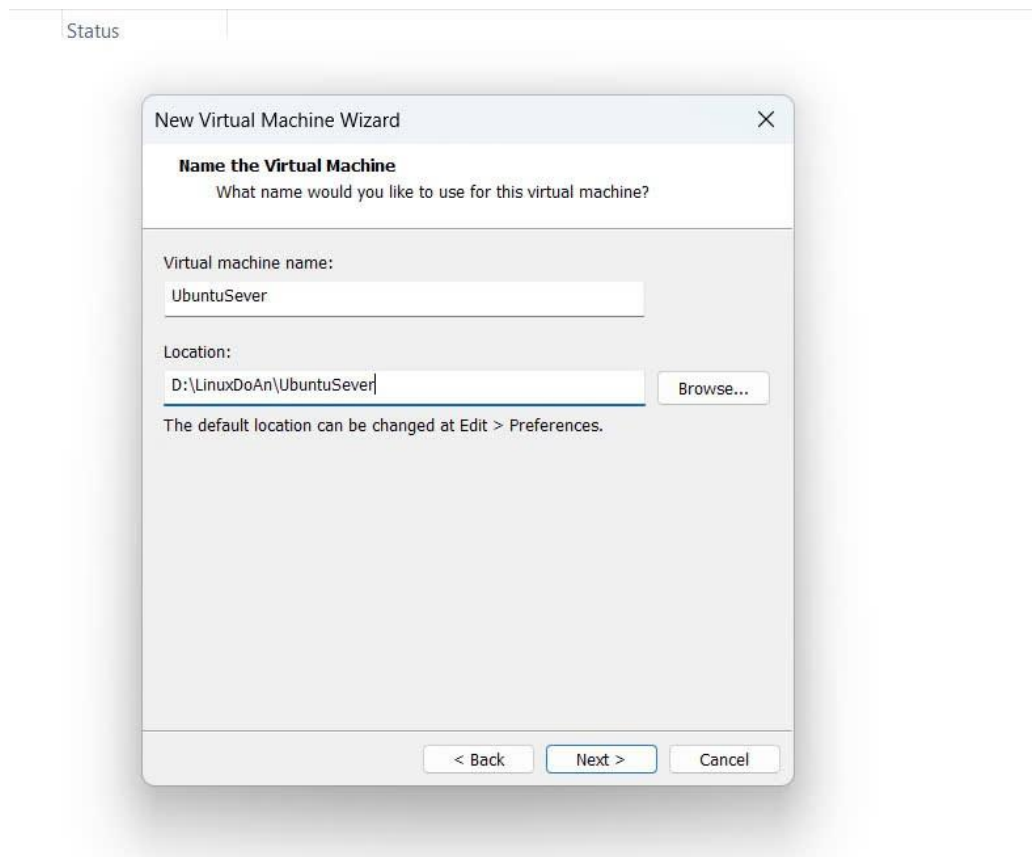 Status
New Virtual Machine Wizard
Name the Virtual Machine
What name would you like to use for this virtual machine?
Virtual machine name:
UbuntuSever
Location:
D:\LinuxDoAn\UbuntuSever
Browse...
The default location can be changed at Edit > Preferences.
< Back
Next >
Cancel